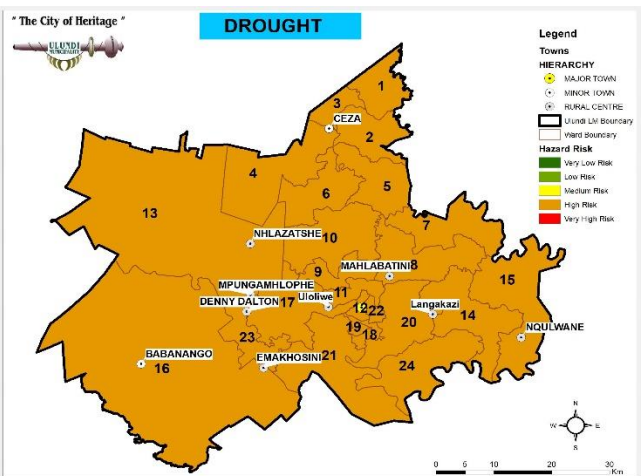 " The City of Heritage "
ULUNDI
MUNICIPALITY
DROUGHT
Legend
Towns
HIERARCHY
MAJOR TOWN
MINOR TOWN
RURAL CENTRE
Ulundi LM Boundary
Ward Boundary
Hazard Risk
Very Low Risk
Low Risk
Medium Risk
High Risk
Very High Risk
1
3
CEZA
2
4
5
6
13
7
NHLAZATSHE
10
MAHLABATINI
8
9
15
MPUNGAMHLOPHE
11
DENNY DALTON
17
Uloliwe
12
22
Langakazi
14
20
19
18
23
NQULWANE
BABANANGO
16
EMAKHOSINI
21
24
N
W
E
S
0 5 10 20 30
Km